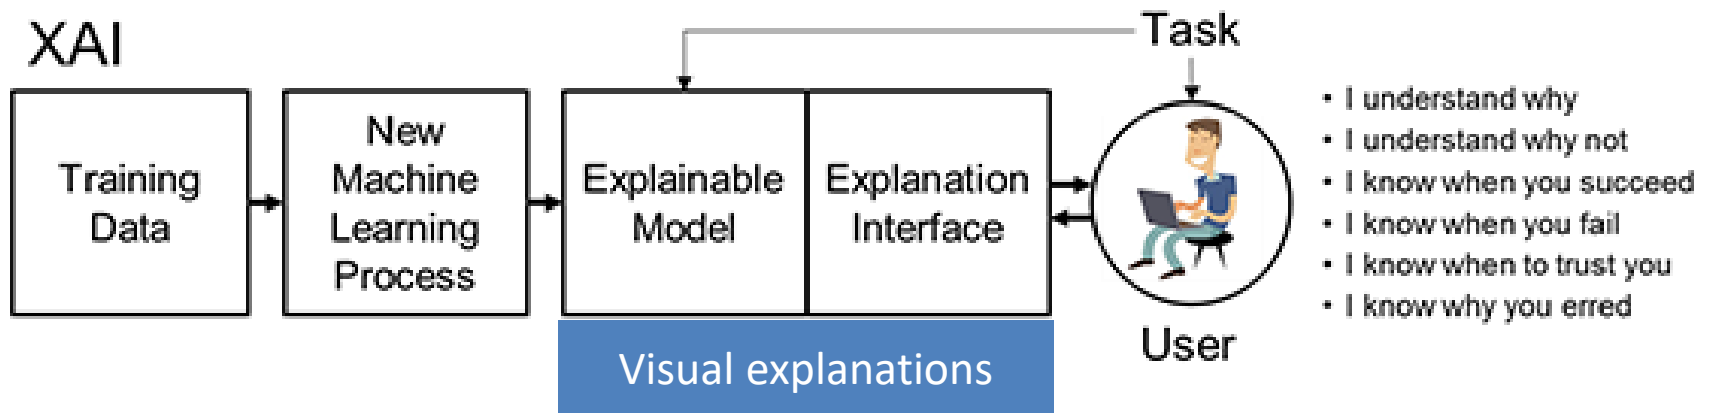 XAI
Task
Training
Data
New
Machine
Learning
Process
Explainable
Model
Explanation
Interface
• I understand why
• I understand why not
• I know when you succeed
• I know when you fail
• I know when to trust you
• I know why you erred
User
Visual explanations